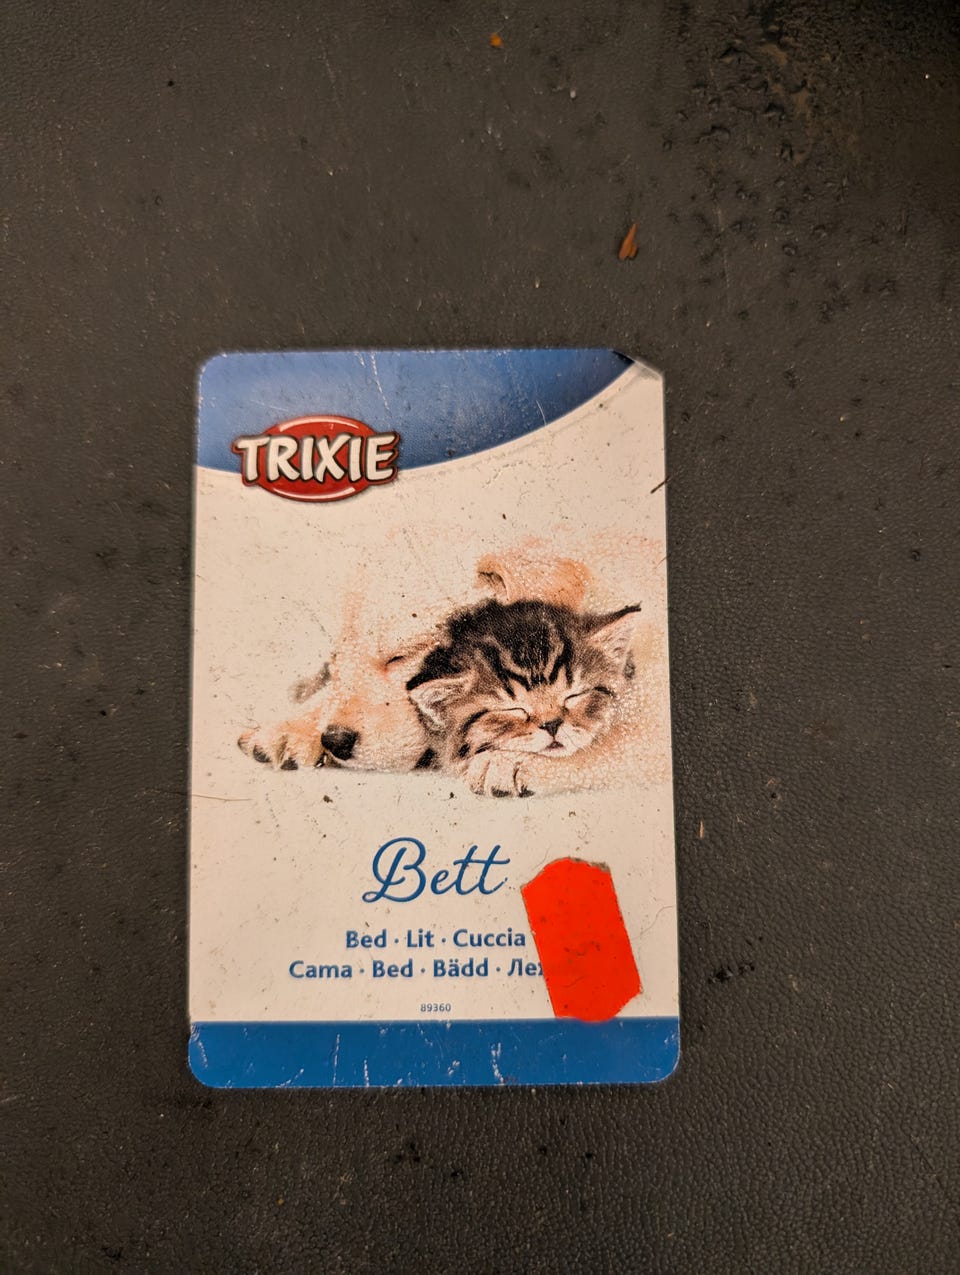 TRIXIE
Bett
Bed · Lit · Cuccia
Cama · Bed · Bädd ·
89360